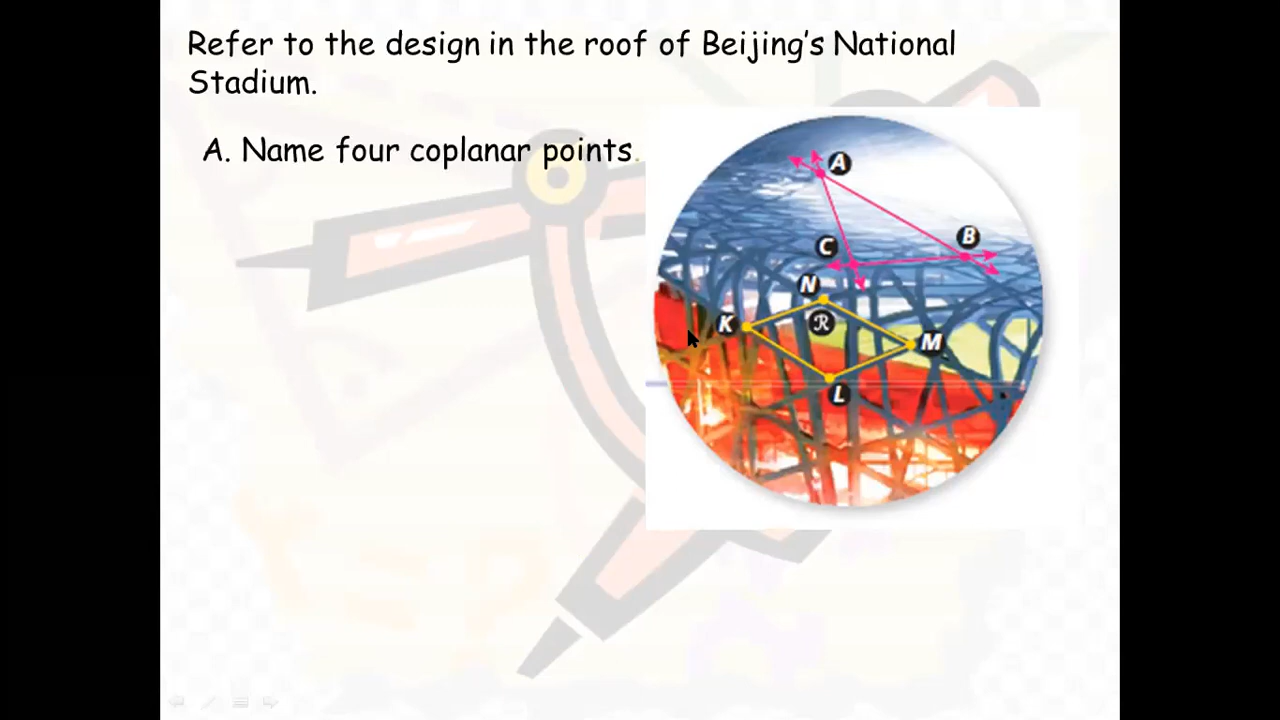 Refer to the design in the roof of Beijing's National
Stadium.
A. Name four coplanar points.
A
B
C
N
K
R
M
L